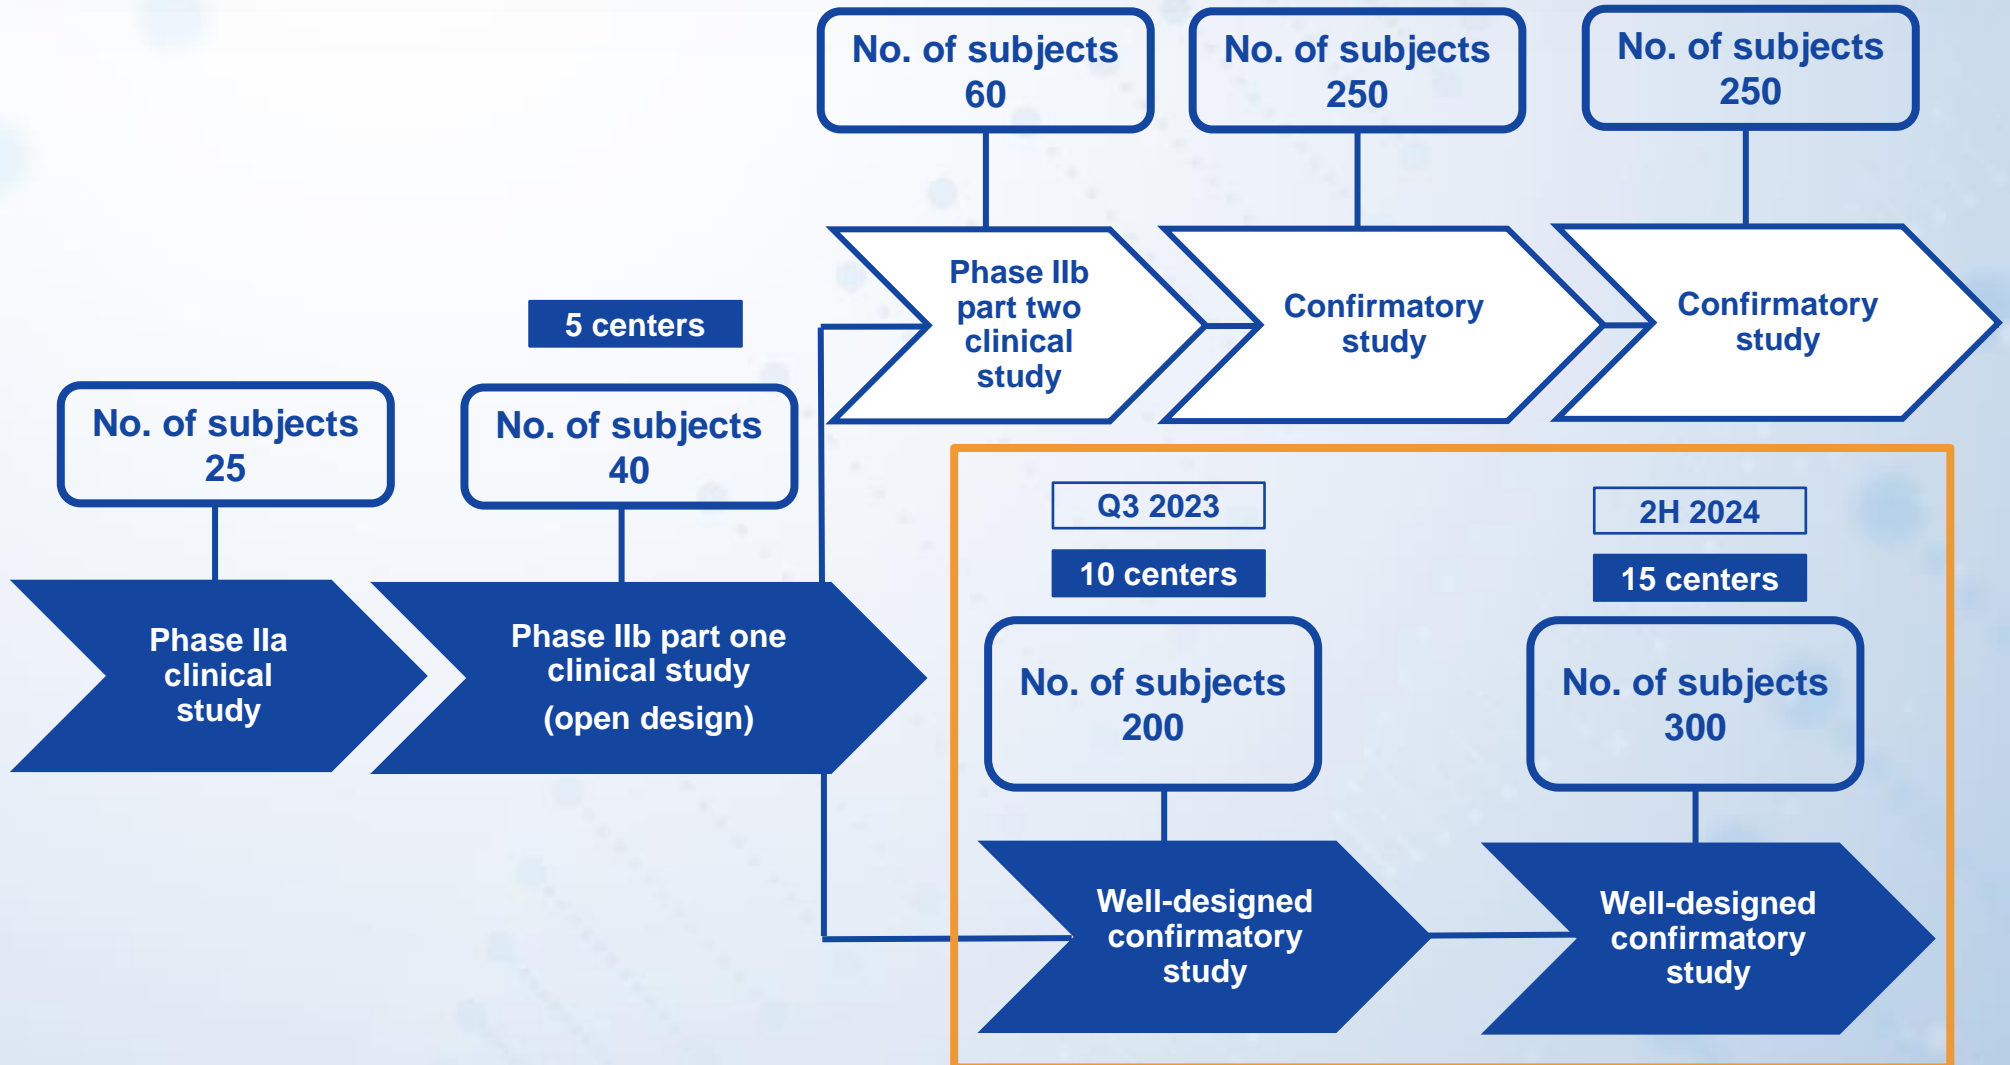 No. of subjects
60
No. of subjects
250
No. of subjects
250
Phase IIb
part two
clinical
study
Confirmatory
study
Confirmatory
study
5 centers
No. of subjects
25
No. of subjects
40
Phase IIa
clinical
study
Phase IIb part one
clinical study
(open design)
Q3 2023
10 centers
No. of subjects
200
2H 2024
15 centers
No. of subjects
300
Well-designed
confirmatory
study
Well-designed
confirmatory
study